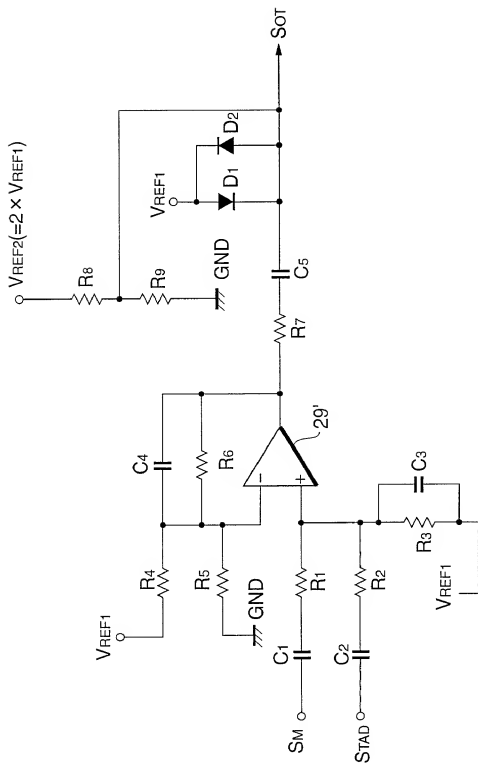 VREF2(=2 × VREF1)
R8
R9
GND
VREF1
D1
D2
SOT
C5
R7
C4
R6
29'
−
+
R4
R5
GND
VREF1
R1
C1
SM
R2
C2
STAD
C3
R3
VREF1